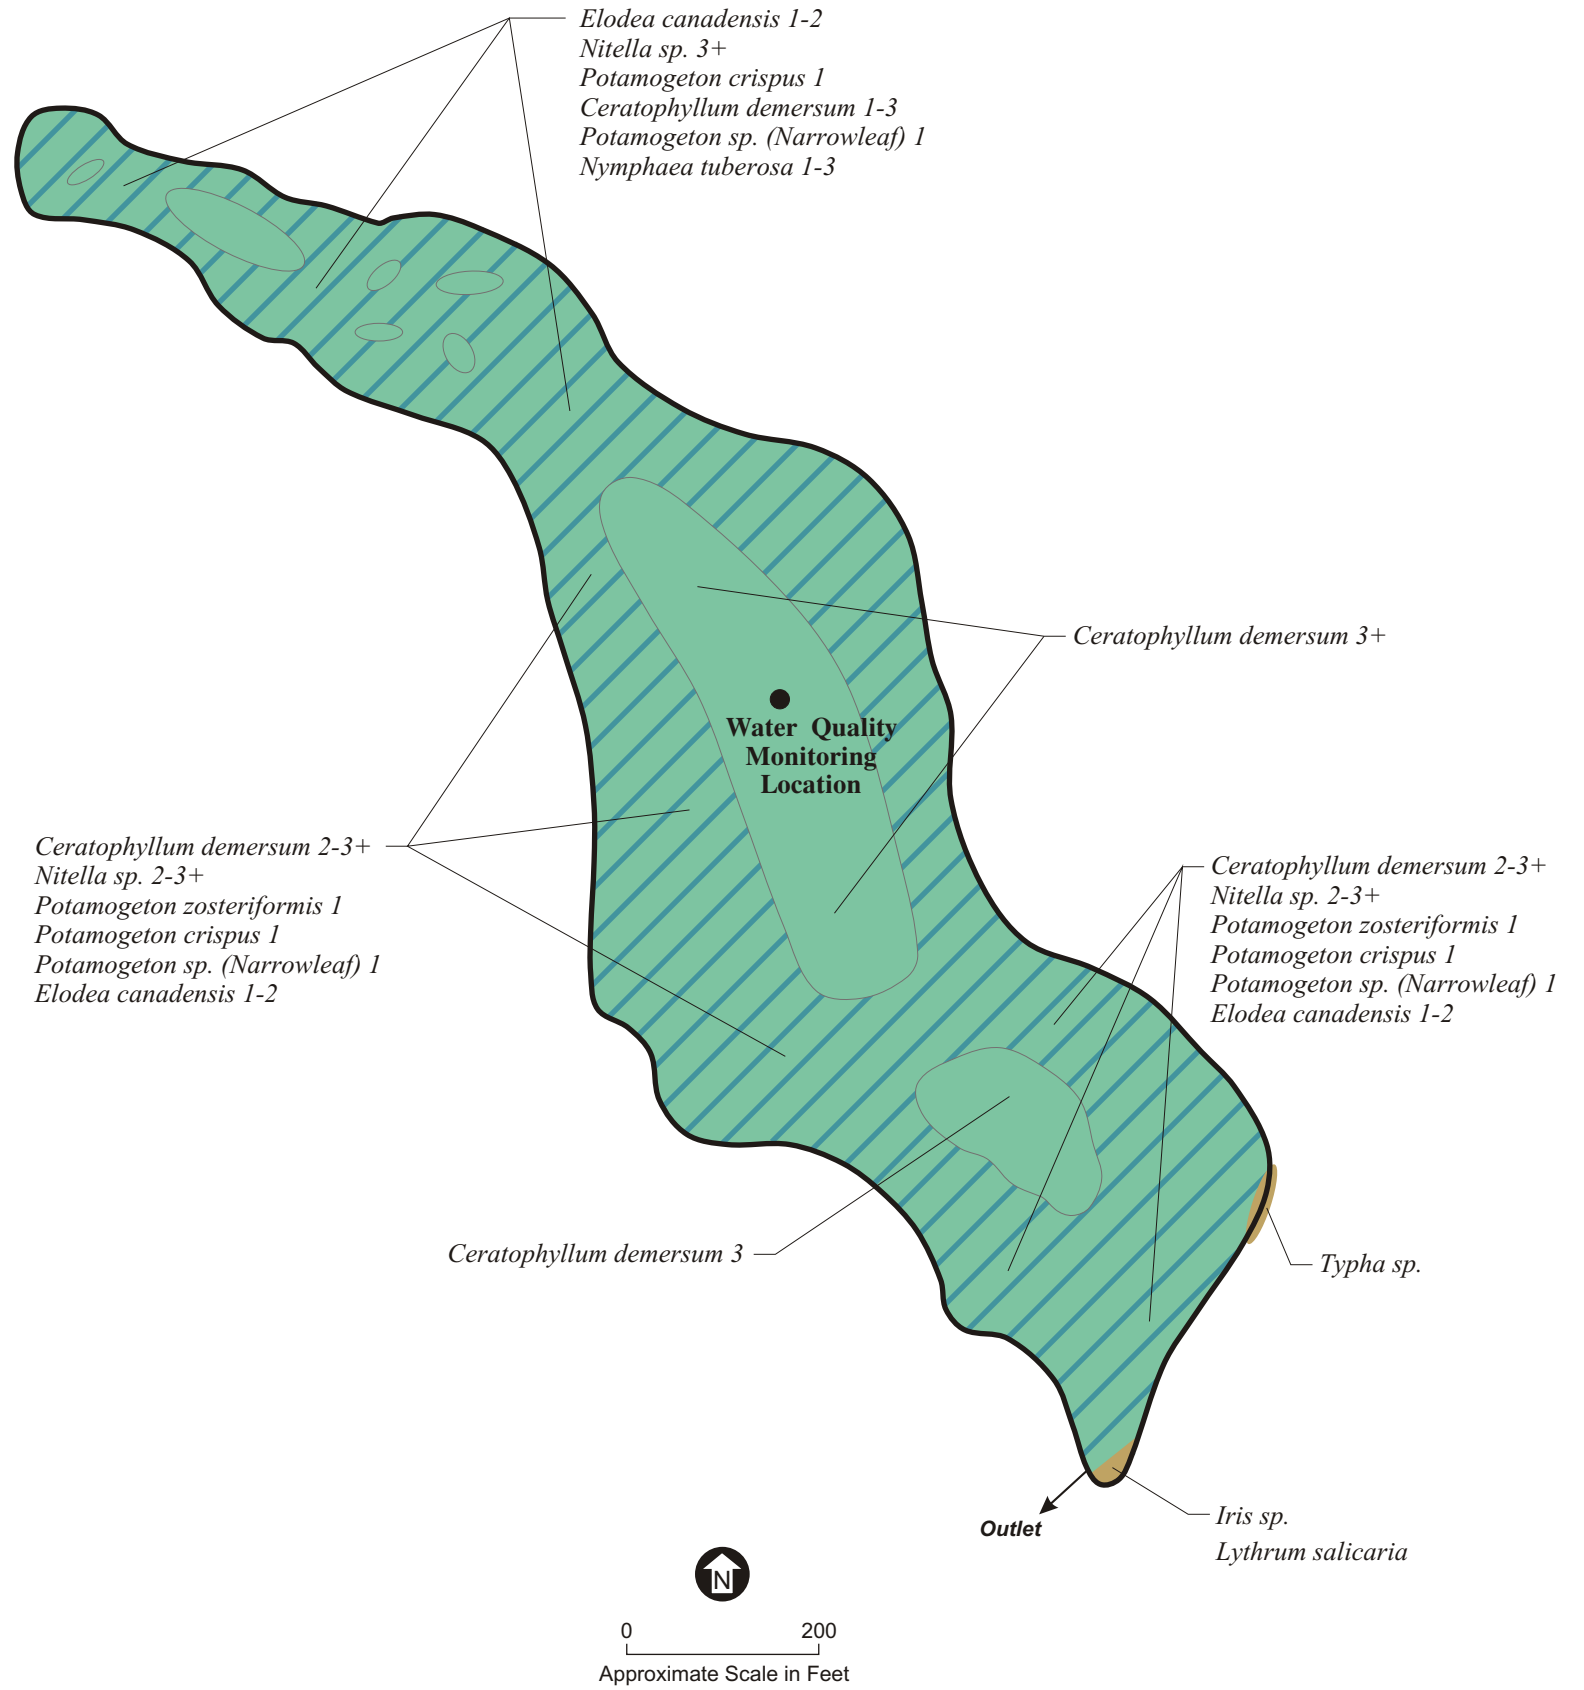 Elodea canadensis 1-2
Nitella sp. 3+
Potamogeton crispus 1
Ceratophyllum demersum 1-3
Potamogeton sp. (Narrowleaf) 1
Nymphaea tuberosa 1-3
Ceratophyllum demersum 3+
Water Quality
Monitoring
Location
Ceratophyllum demersum 2-3+
Nitella sp. 2-3+
Potamogeton zosteriformis 1
Potamogeton crispus 1
Potamogeton sp. (Narrowleaf) 1
Elodea canadensis 1-2
Ceratophyllum demersum 2-3+
Nitella sp. 2-3+
Potamogeton zosteriformis 1
Potamogeton crispus 1
Potamogeton sp. (Narrowleaf) 1
Elodea canadensis 1-2
Ceratophyllum demersum 3
Typha sp.
Iris sp.
Lythrum salicaria
Outlet
N
0 200
Approximate Scale in Feet